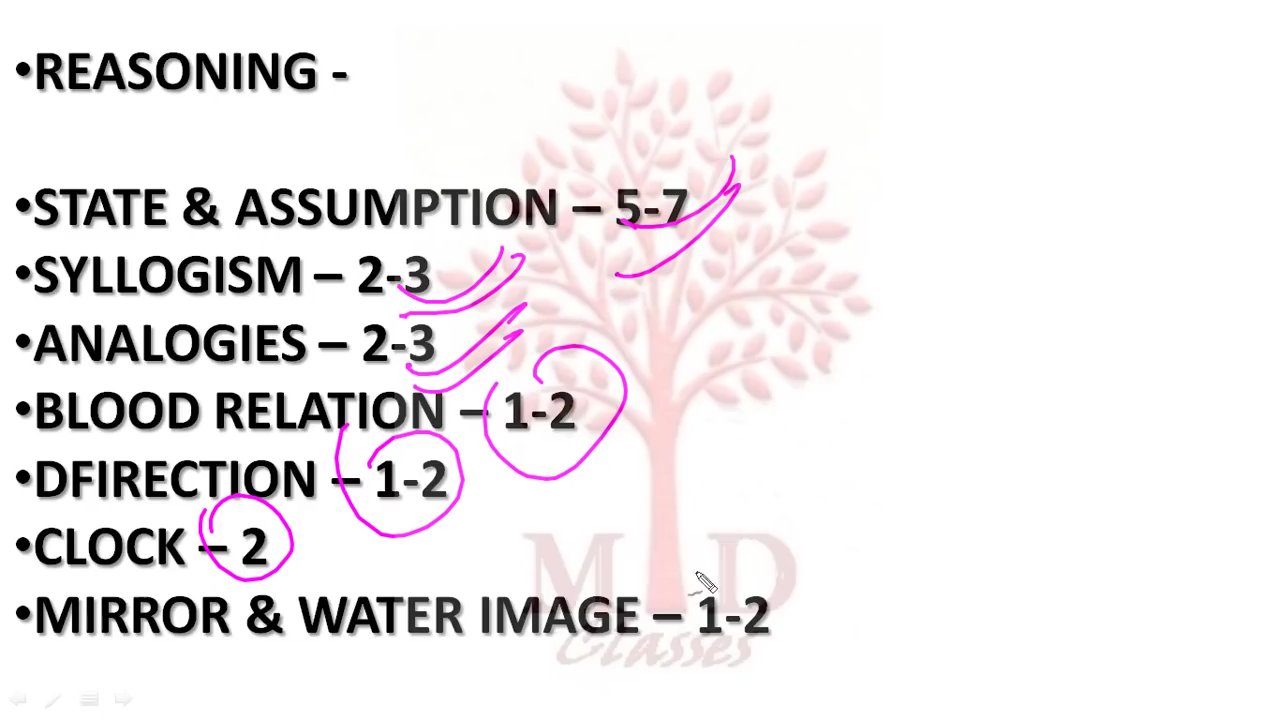 •REASONING -
•STATE & ASSUMPTION – 5-7
•SYLLOGISM – 2-3
•ANALOGIES – 2-3
•BLOOD RELATION – 1-2
•DFIRECTION – 1-2
•CLOCK – 2
•MIRROR & WATER IMAGE – 1-2
M D
Classes